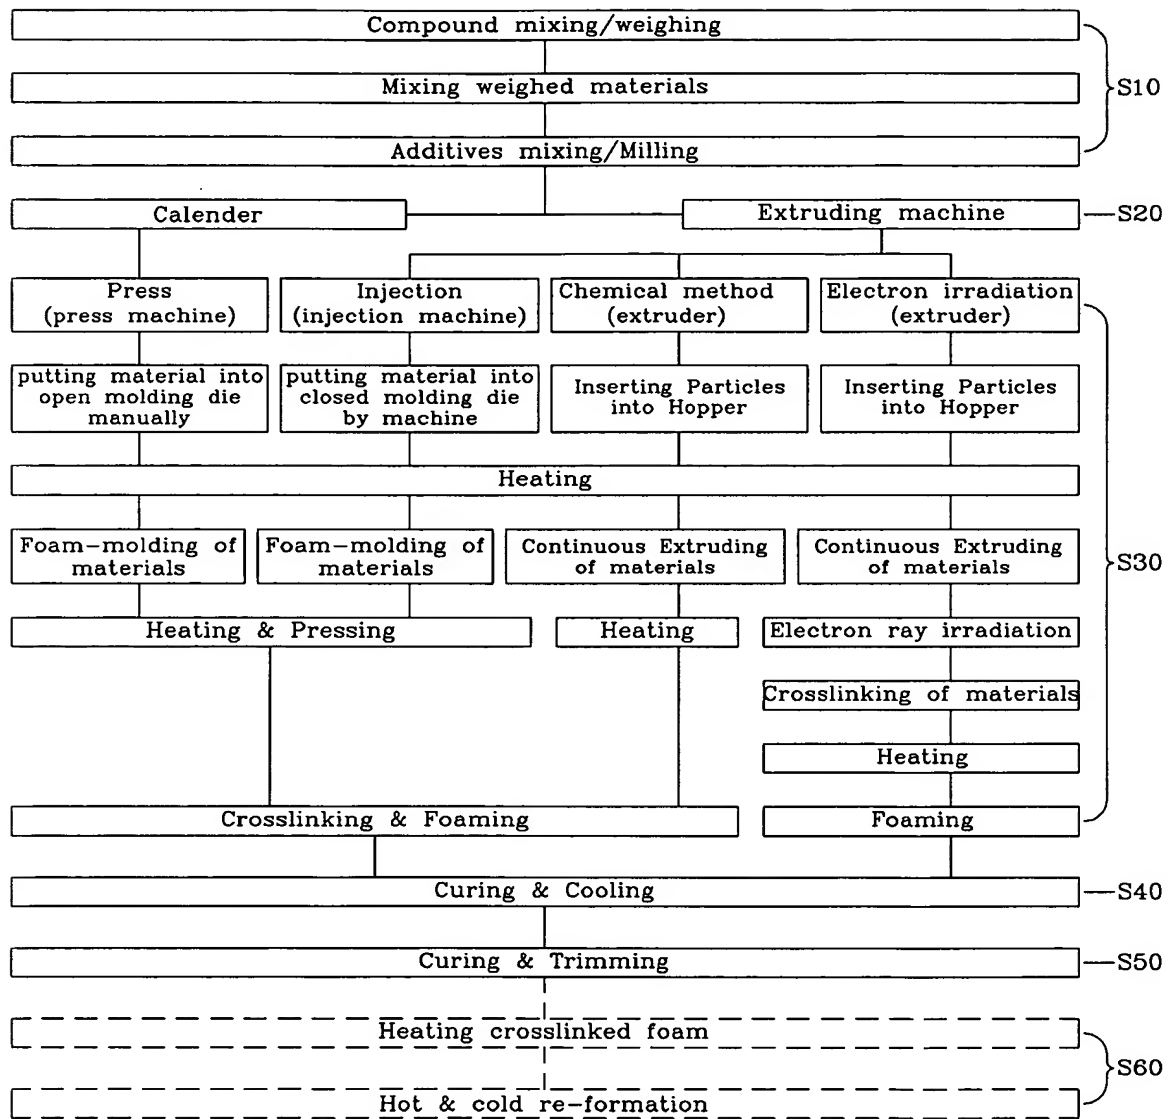 Compound mixing/weighing
Mixing weighed materials
S10
Additives mixing/Milling
Calender
Extruding machine
S20
Press
(press machine)
Injection
(injection machine)
Chemical method
(extruder)
Electron irradiation
(extruder)
putting material into
open molding die
manually
putting material into
closed molding die
by machine
Inserting Particles
into Hopper
Inserting Particles
into Hopper
Heating
Foam-molding of
materials
Foam-molding of
materials
Continuous Extruding
of materials
Continuous Extruding
of materials
S30
Heating & Pressing
Heating
Electron ray irradiation
Crosslinking of materials
Heating
Crosslinking & Foaming
Foaming
Curing & Cooling
S40
Curing & Trimming
S50
Heating crosslinked foam
S60
Hot & cold re-formation